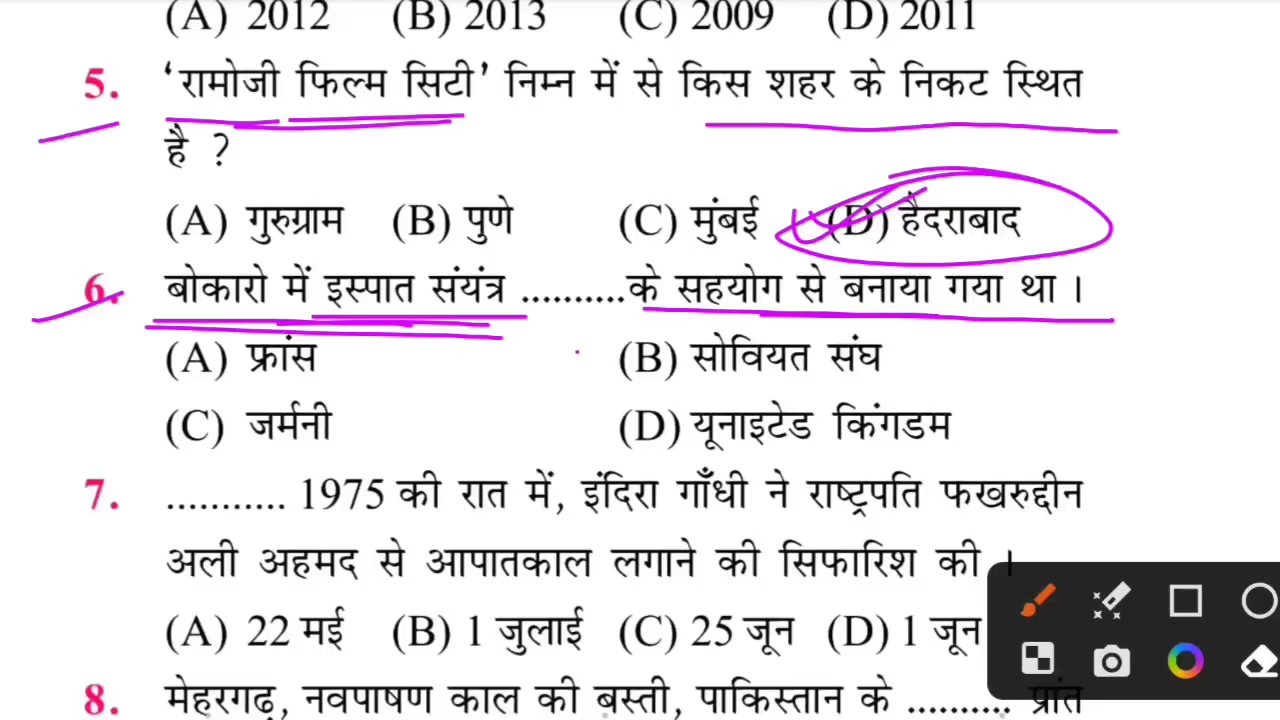 (A) 2012 (B) 2013 (C) 2009 (D) 2011
5. 'रामोजी फिल्म सिटी' निम्न में से किस शहर के निकट स्थित
है ?
(A) गुरुग्राम (B) पुणे (C) मुंबई (D) हैदराबाद
6. बोकारो में इस्पात संयंत्र ..........के सहयोग से बनाया गया था ।
(A) फ्रांस (B) सोवियत संघ
(C) जर्मनी (D) यूनाइटेड किंगडम
7. ........... 1975 की रात में, इंदिरा गाँधी ने राष्ट्रपति फखरुद्दीन
अली अहमद से आपातकाल लगाने की सिफारिश की ।
(A) 22 मई (B) 1 जुलाई (C) 25 जून (D) 1 जून
8. मेहरगढ़, नवपाषण काल की बस्ती, पाकिस्तान के .......... प्रांत